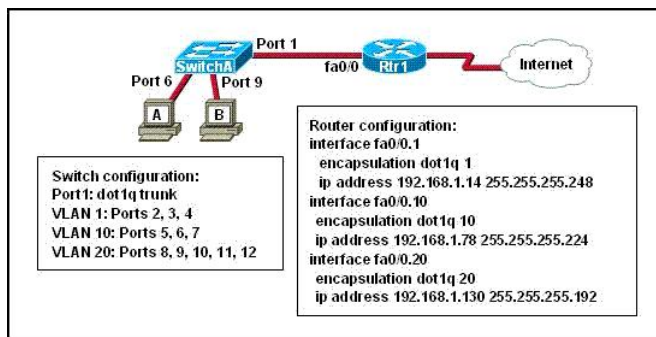 Port 1
SwitchA
fa0/0
Rtr1
Internet
Port 6
Port 9
A
B
Switch configuration:
Port1: dot1q trunk
VLAN 1: Ports 2, 3, 4
VLAN 10: Ports 5, 6, 7
VLAN 20: Ports 8, 9, 10, 11, 12
Router configuration:
interface fa0/0.1
encapsulation dot1q 1
ip address 192.168.1.14 255.255.255.248
interface fa0/0.10
encapsulation dot1q 10
ip address 192.168.1.78 255.255.255.224
interface fa0/0.20
encapsulation dot1q 20
ip address 192.168.1.130 255.255.255.192